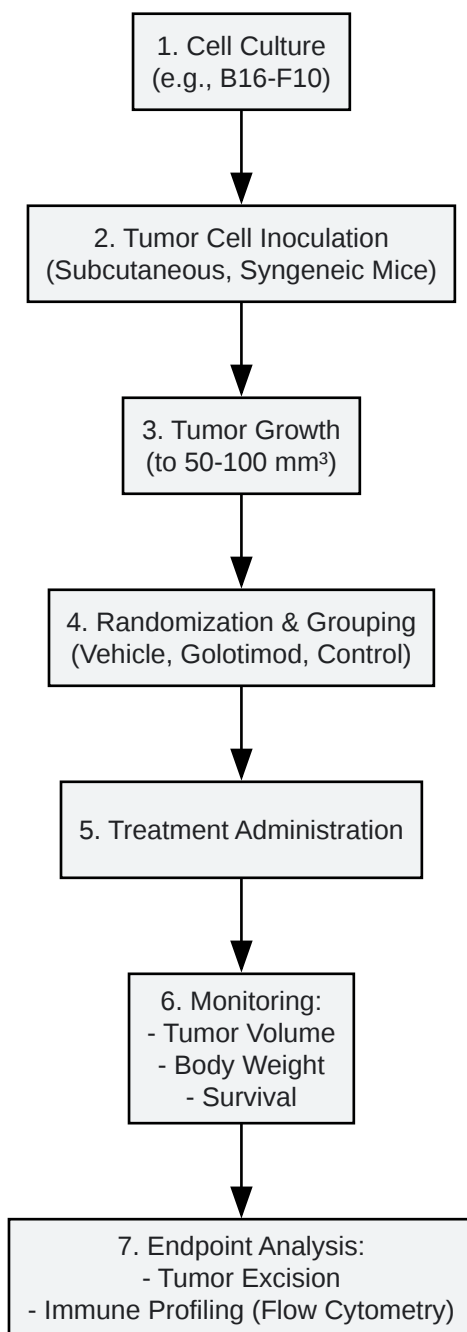 1. Cell Culture
(e.g., B16-F10)
2. Tumor Cell Inoculation
(Subcutaneous, Syngeneic Mice)
3. Tumor Growth
(to 50-100 mm³)
4. Randomization & Grouping
(Vehicle, Golotimod, Control)
5. Treatment Administration
6. Monitoring:
- Tumor Volume
- Body Weight
- Survival
7. Endpoint Analysis:
- Tumor Excision
- Immune Profiling (Flow Cytometry)